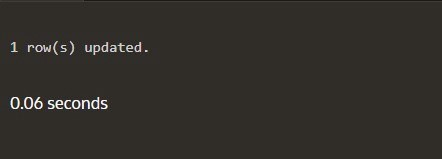 1 row(s) updated.
0.06 seconds